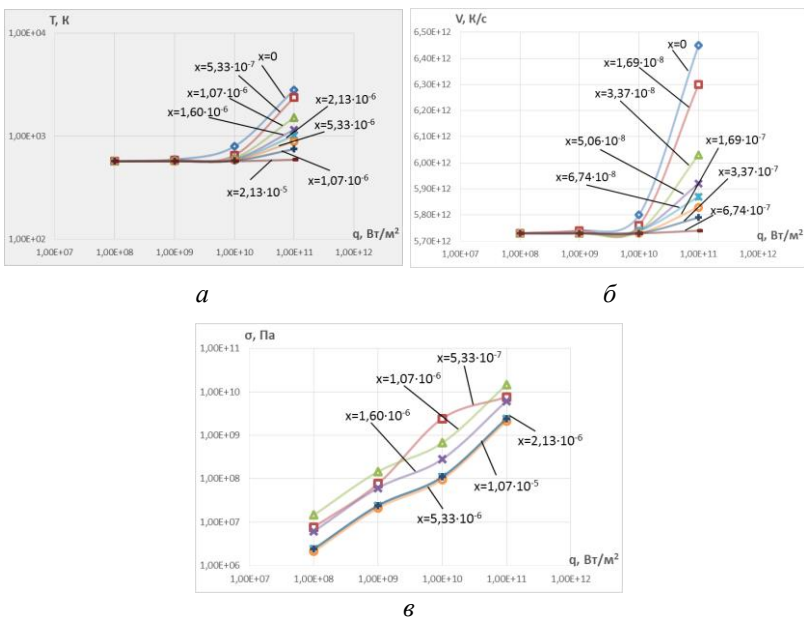 T, K
1,00E+04
1,00E+03
1,00E+02
1,00E+07 1,00E+08 1,00E+09 1,00E+10 1,00E+11 1,00E+12
q, Вт/м²
x=0
x=5,33·10⁻⁷
x=1,07·10⁻⁶
x=1,60·10⁻⁶
x=2,13·10⁻⁶
x=5,33·10⁻⁶
x=1,07·10⁻⁶
x=2,13·10⁻⁵
а
V, К/с
6,50E+12
6,40E+12
6,30E+12
6,20E+12
6,10E+12
6,00E+12
5,90E+12
5,80E+12
5,70E+12
1,00E+07 1,00E+08 1,00E+09 1,00E+10 1,00E+11 1,00E+12
q, Вт/м²
x=0
x=1,69·10⁻⁸
x=3,37·10⁻⁸
x=5,06·10⁻⁸
x=6,74·10⁻⁸
x=1,69·10⁻⁷
x=3,37·10⁻⁷
x=6,74·10⁻⁷
б
σ, Па
1,00E+11
1,00E+10
1,00E+09
1,00E+08
1,00E+07
1,00E+06
1,00E+07 1,00E+08 1,00E+09 1,00E+10 1,00E+11 1,00E+12
q, Вт/м²
x=5,33·10⁻⁷
x=1,07·10⁻⁶
x=1,60·10⁻⁶
x=2,13·10⁻⁶
x=1,07·10⁻⁵
x=5,33·10⁻⁶
в